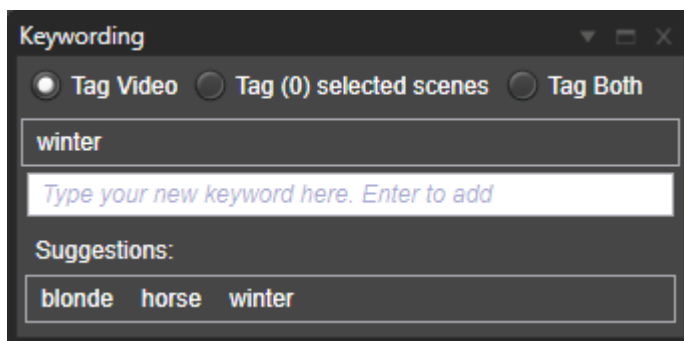 Keywording
Tag Video Tag (0) selected scenes Tag Both
winter
Type your new keyword here. Enter to add
Suggestions:
blonde horse winter